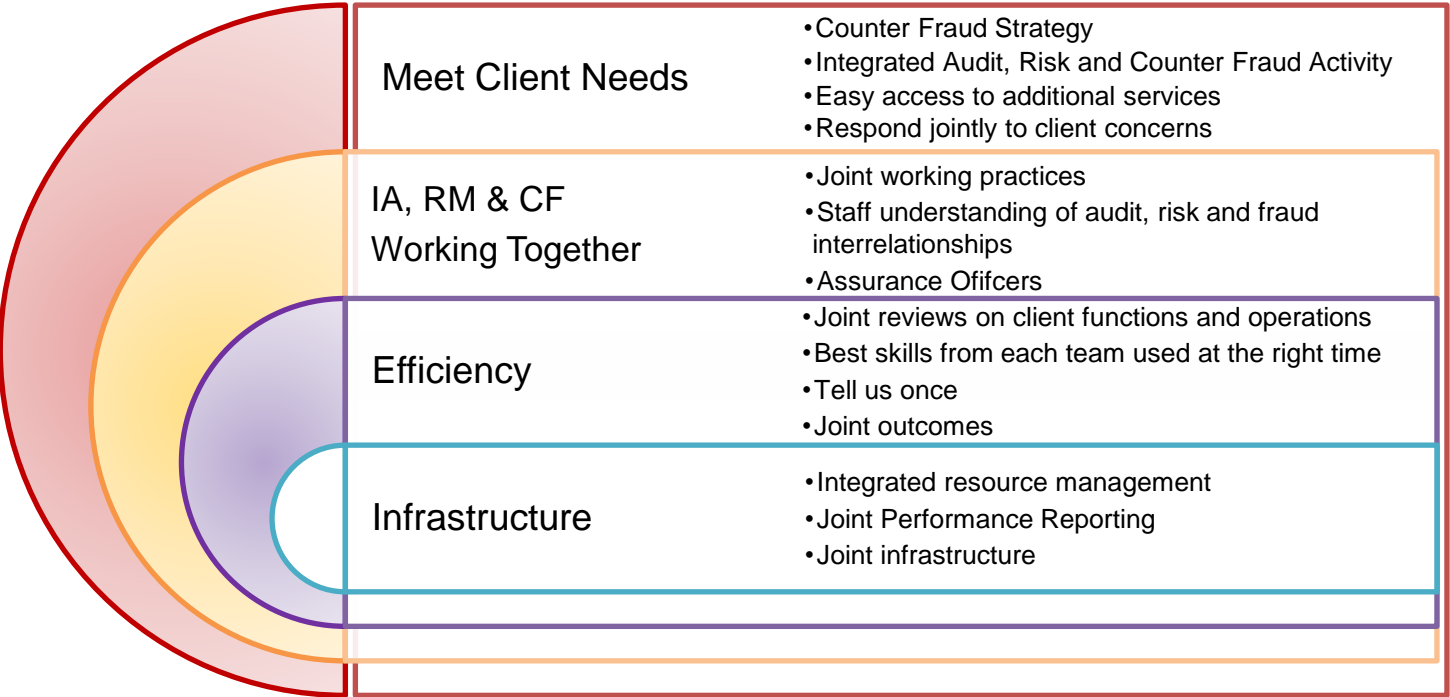 Meet Client Needs
•Counter Fraud Strategy
•Integrated Audit, Risk and Counter Fraud Activity
•Easy access to additional services
•Respond jointly to client concerns
IA, RM & CF
Working Together
•Joint working practices
•Staff understanding of audit, risk and fraud
interrelationships
•Assurance Ofifcers
Efficiency
•Joint reviews on client functions and operations
•Best skills from each team used at the right time
•Tell us once
•Joint outcomes
Infrastructure
•Integrated resource management
•Joint Performance Reporting
•Joint infrastructure